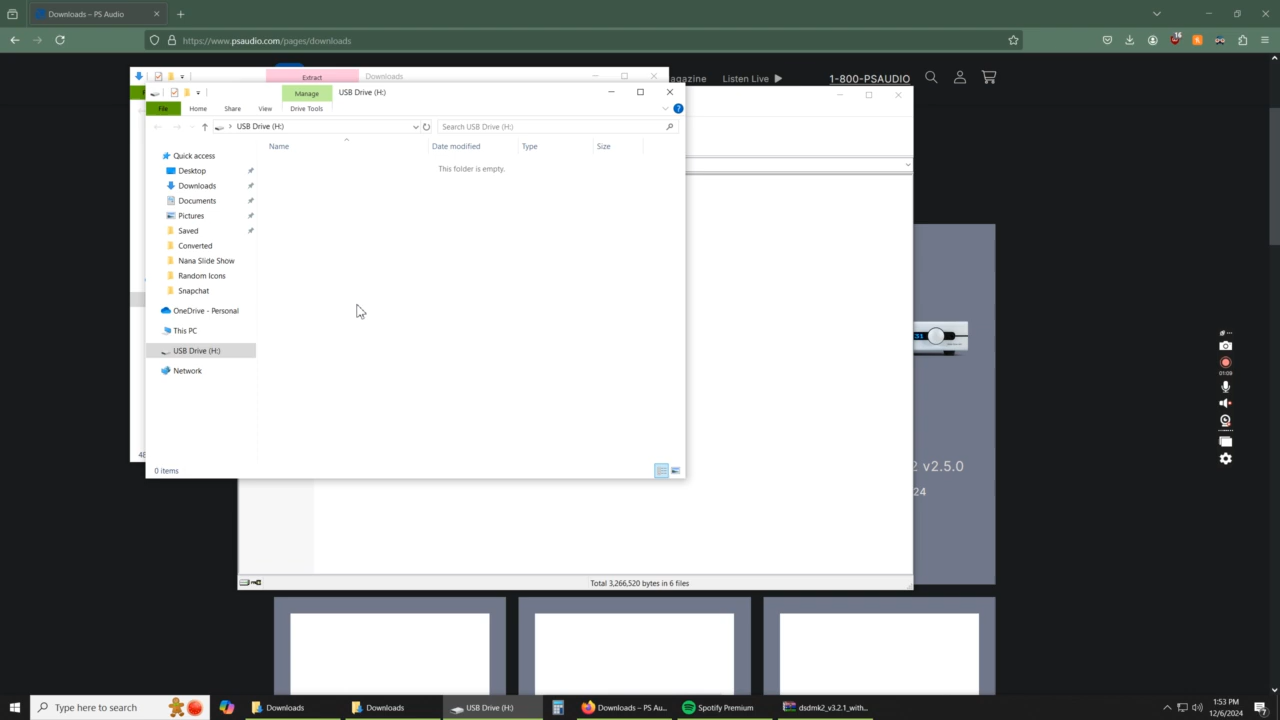 Downloads – PS Audio
https://www.psaudio.com/pages/downloads
16
agazine
Listen Live
1-800-PSAUDIO
Extract
Downloads
Manage
USB Drive (H:)
File
Home
Share
View
Drive Tools
USB Drive (H:)
Search USB Drive (H:)
Name
Date modified
Type
Size
This folder is empty.
Quick access
Desktop
Downloads
Documents
Pictures
Saved
Converted
Nana Slide Show
Random Icons
Snapchat
OneDrive - Personal
This PC
USB Drive (H:)
Network
01:09
48
0 items
2 v2.5.0
24
Total 3,266,520 bytes in 6 files
Type here to search
Downloads
Downloads
USB Drive (H:)
Downloads – PS Au...
Spotify Premium
dsdmk2_v3.2.1_with...
1:53 PM
12/6/2024